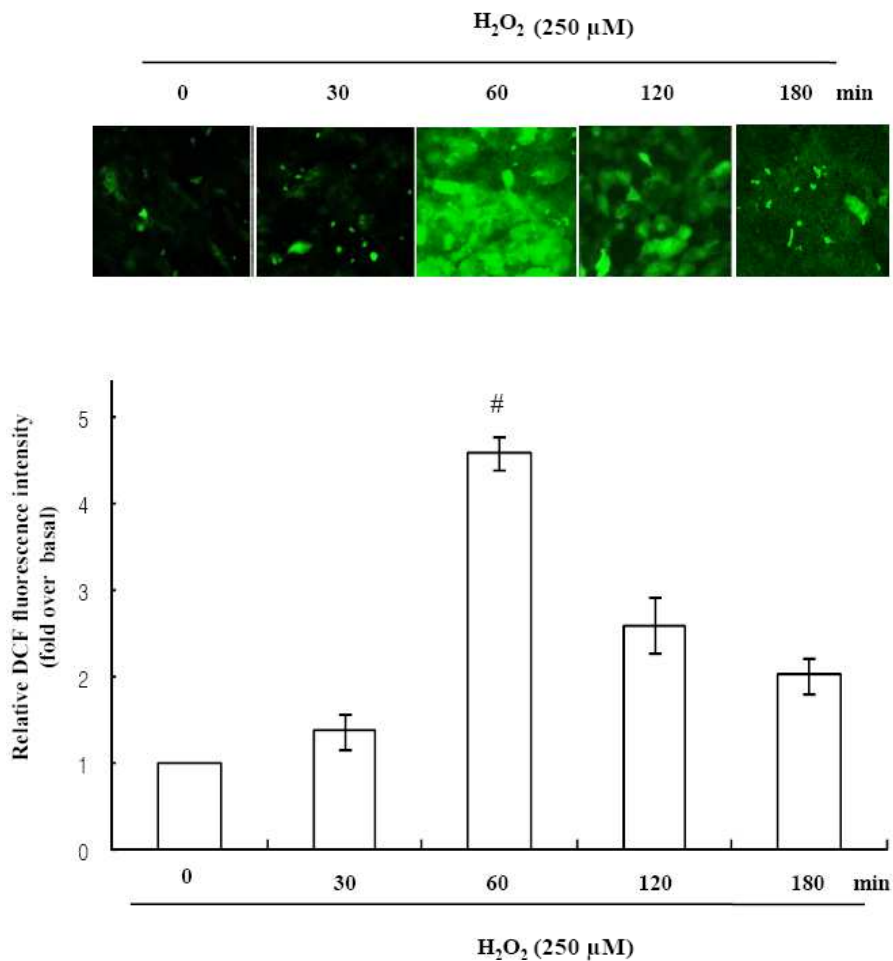 H₂O₂ (250 µM)
0 30 60 120 180 min
#
5
4
3
2
1
0
Relative DCF fluorescence intensity
(fold over basal)
0 30 60 120 180 min
H₂O₂ (250 µM)